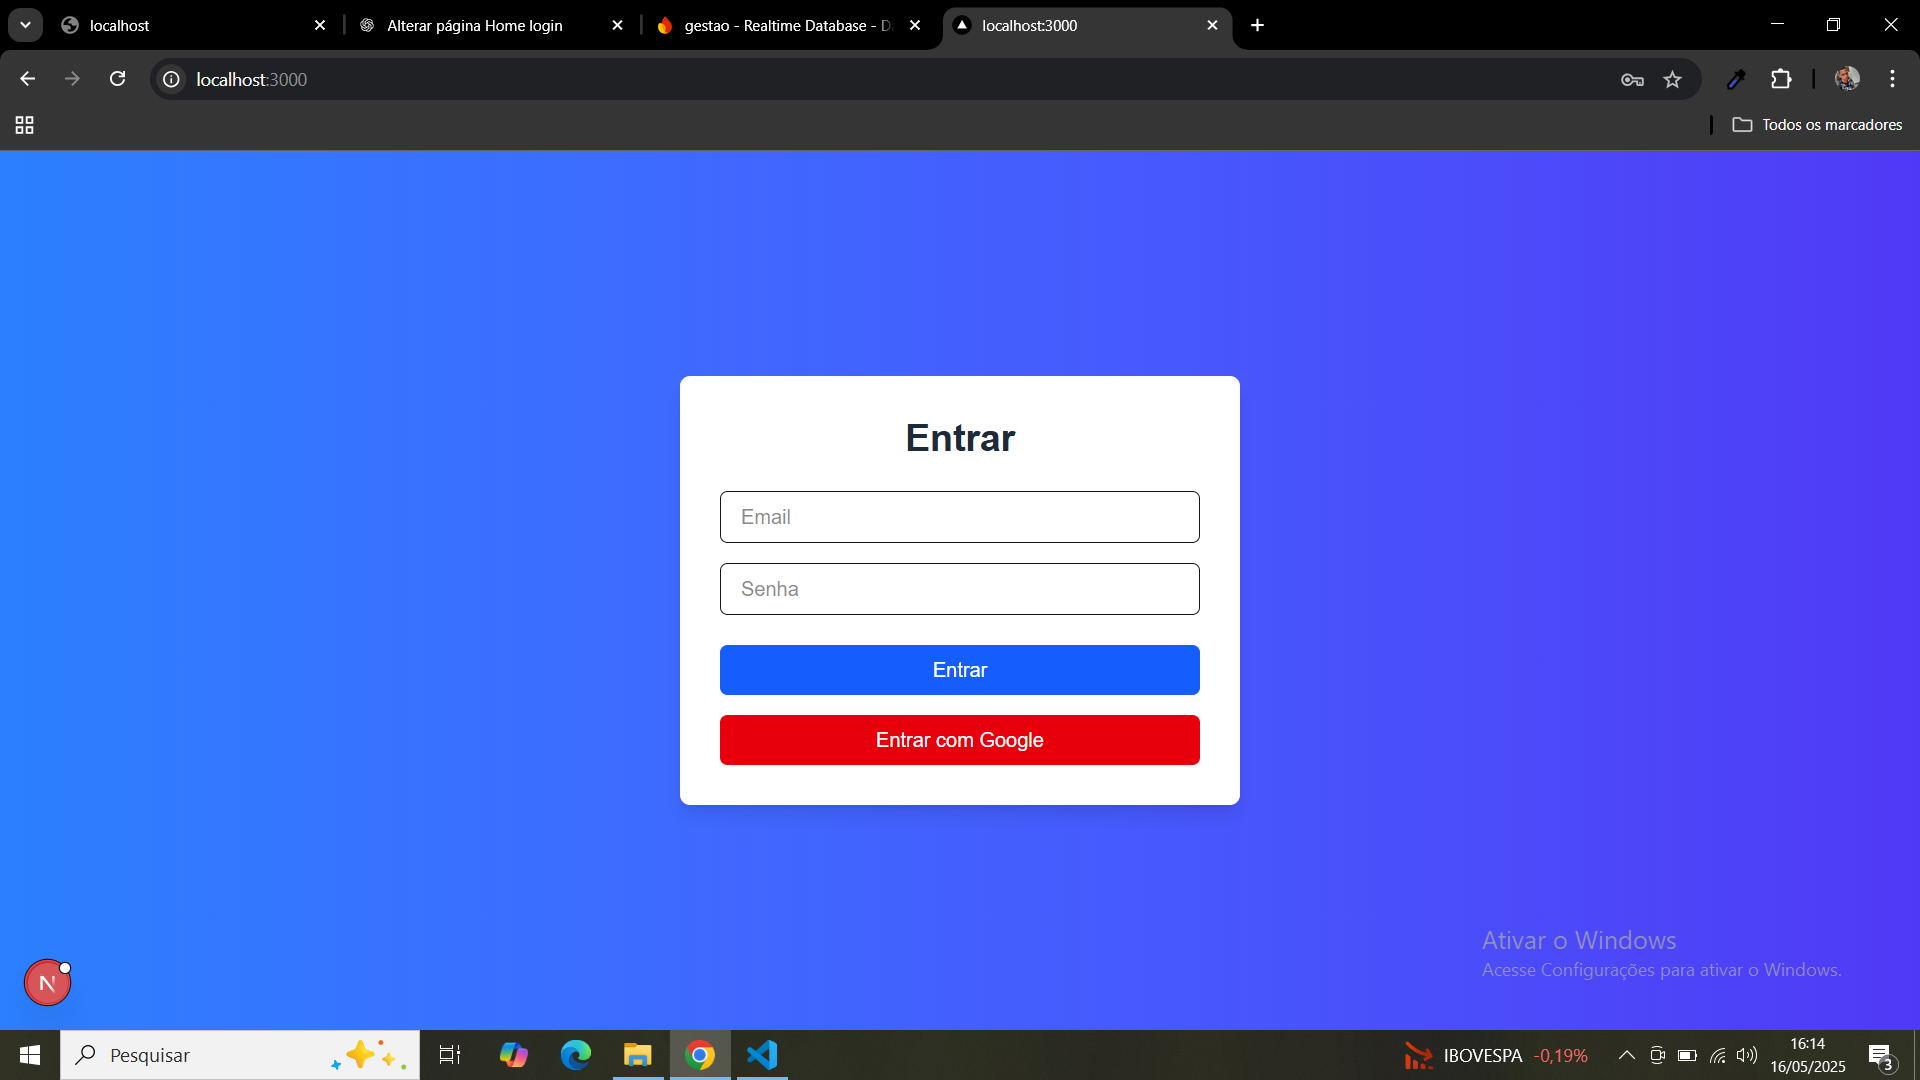 localhost
Alterar página Home login
gestao - Realtime Database - D
localhost:3000
localhost:3000
Todos os marcadores
Entrar
Email
Senha
Entrar
Entrar com Google
Ativar o Windows
Acesse Configurações para ativar o Windows.
N
Pesquisar
IBOVESPA -0,19%
16:14
16/05/2025
3